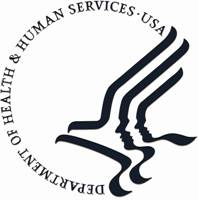 DEPARTMENT OF HEALTH & HUMAN SERVICES · USA